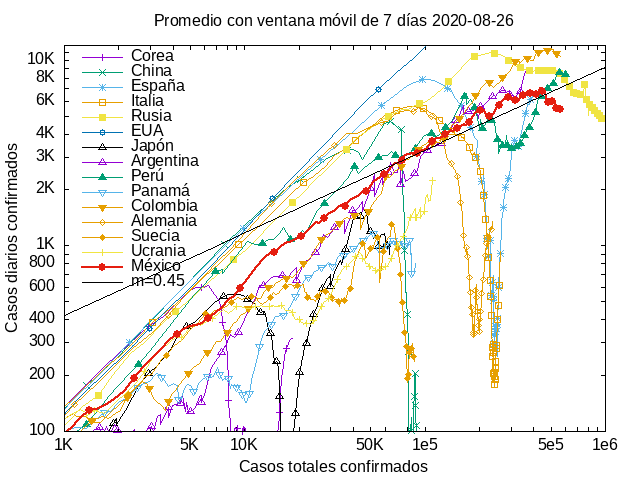 Promedio con ventana móvil de 7 días 2020-08-26
Casos diarios confirmados
10K
8K
6K
4K
3K
2K
1K
800
600
400
300
200
100
Corea
China
España
Italia
Rusia
EUA
Japón
Argentina
Perú
Panamá
Colombia
Alemania
Suecia
Ucrania
México
m=0.45
1K 5K 10K 50K 1e5 5e5 1e6
Casos totales confirmados